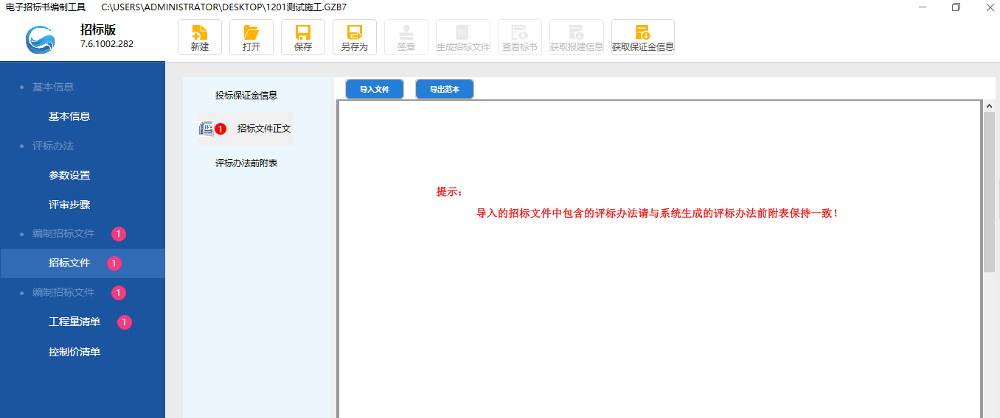 电子招标书编制工具 C:\USERS\ADMINISTRATOR\DESKTOP\1201测试施工.GZB7
招标版
7.6.1002.282
新建
打开
保存
另存为
签章
生成招标文件
查看标书
获取报建信息
获取保证金信息
基本信息
基本信息
评标办法
参数设置
评审步骤
编制招标文件 1
招标文件 1
编制招标文件 1
工程量清单 1
控制价清单
投标保证金信息
1 招标文件正文
评标办法前附表
导入文件
导出范本
提示：
导入的招标文件中包含的评标办法请与系统生成的评标办法前附表保持一致！